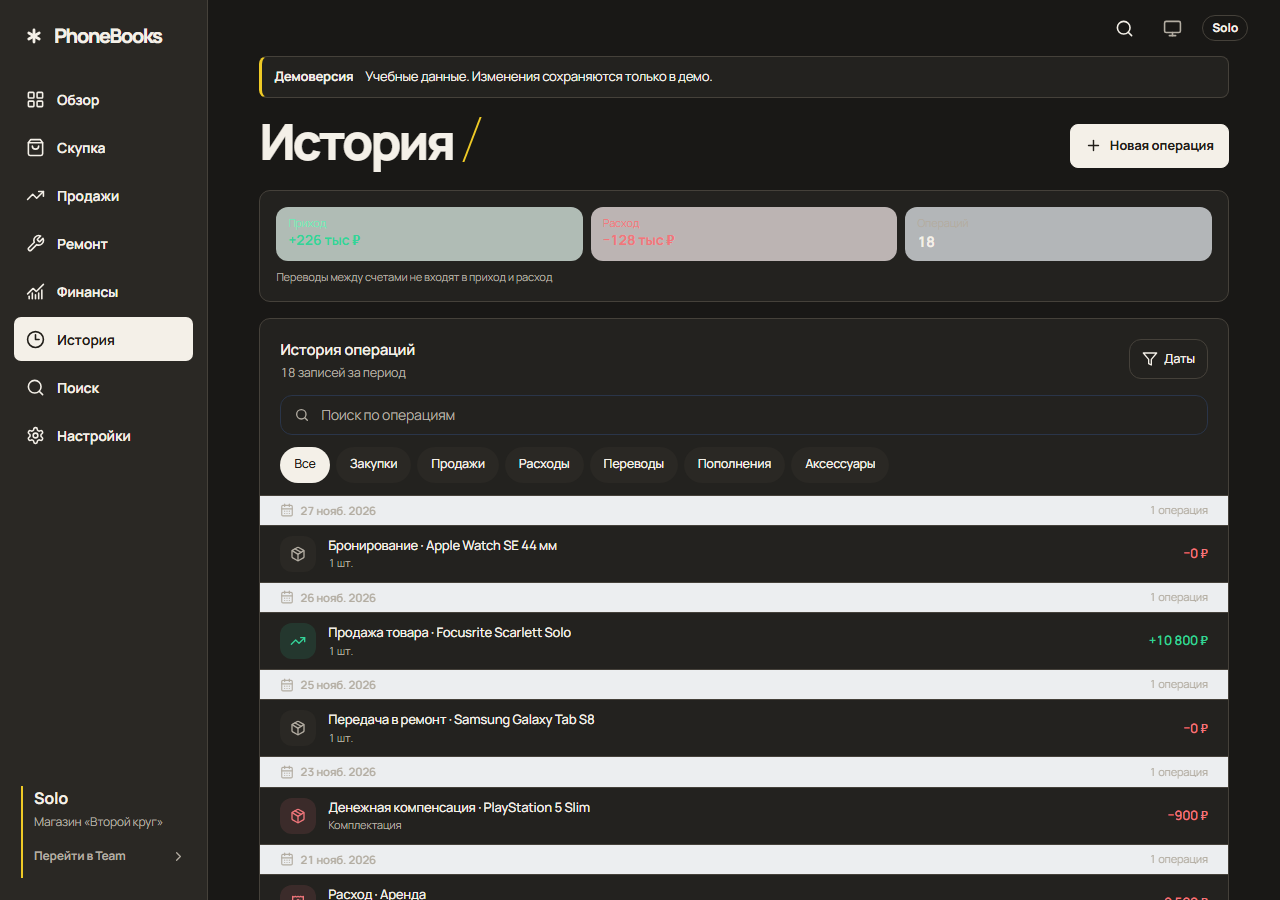 PhoneBooks
Обзор
Скупка
Продажи
Ремонт
Финансы
История
Поиск
Настройки
Solo
Магазин «Второй круг»
Перейти в Team
Solo
Демоверсия Учебные данные. Изменения сохраняются только в демо.
История /
Новая операция
Приход
+226 тыс ₽
Расход
−128 тыс ₽
Операции
18
Переводы между счетами не входят в приход и расход
История операций
18 записей за период
Даты
Поиск по операциям
Все Закупки Продажи Расходы Переводы Пополнения Аксессуары
27 нояб. 2026 1 операция
Бронирование · Apple Watch SE 44 мм
1 шт.
−0 ₽
26 нояб. 2026 1 операция
Продажа товара · Focusrite Scarlett Solo
1 шт.
+10 800 ₽
25 нояб. 2026 1 операция
Передача в ремонт · Samsung Galaxy Tab S8
1 шт.
−0 ₽
23 нояб. 2026 1 операция
Денежная компенсация · PlayStation 5 Slim
Комплектация
−900 ₽
21 нояб. 2026 1 операция
Расход · Аренда